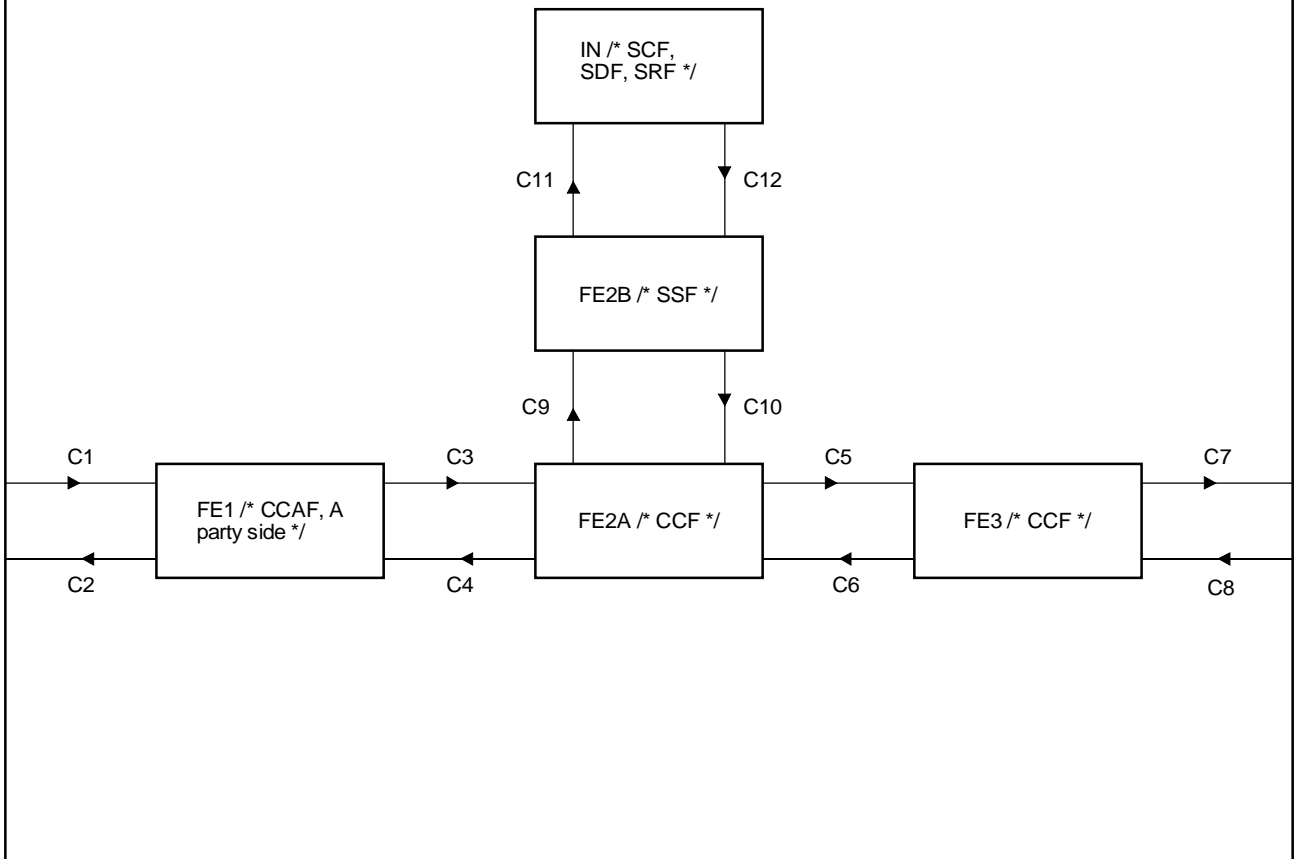 IN /* SCF,
SDF, SRF */
C11
C12
FE2B /* SSF */
C9
C10
C1
C3
C5
C7
FE1 /* CCAF, A
party side */
FE2A /* CCF */
FE3 /* CCF */
C2
C4
C6
C8